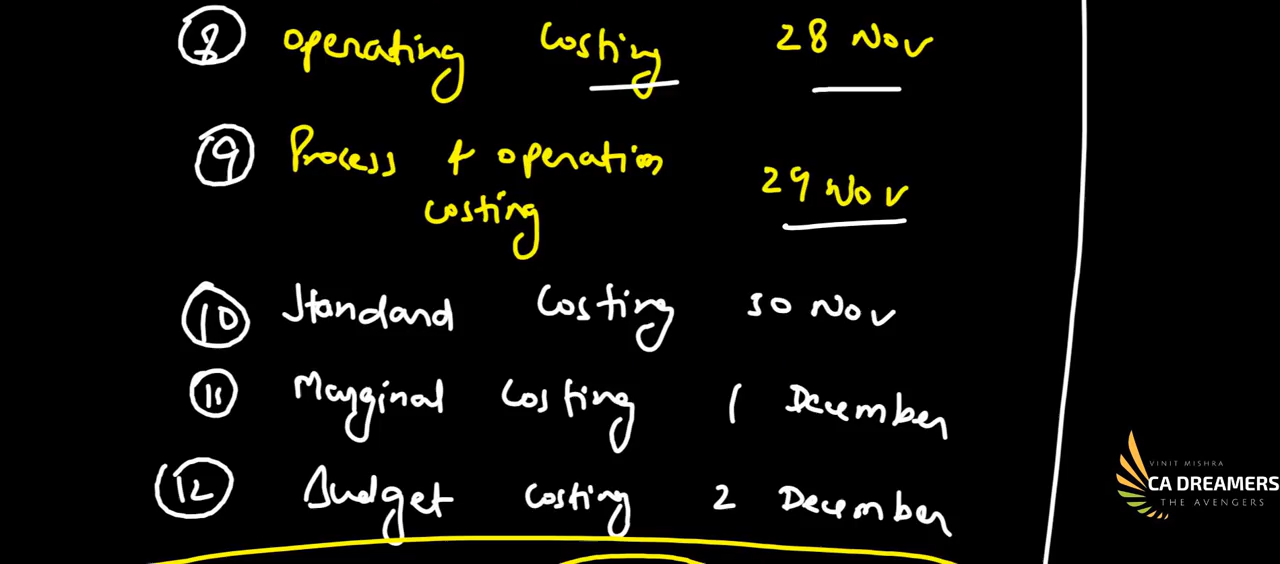 8 operating costing 28 Nov
9 Process + operation costing 29 Nov
10 Standard costing 30 Nov
11 Marginal costing 1 December
12 Budget costing 2 December
VINIT MISHRA
CA DREAMERS
THE AVENGERS